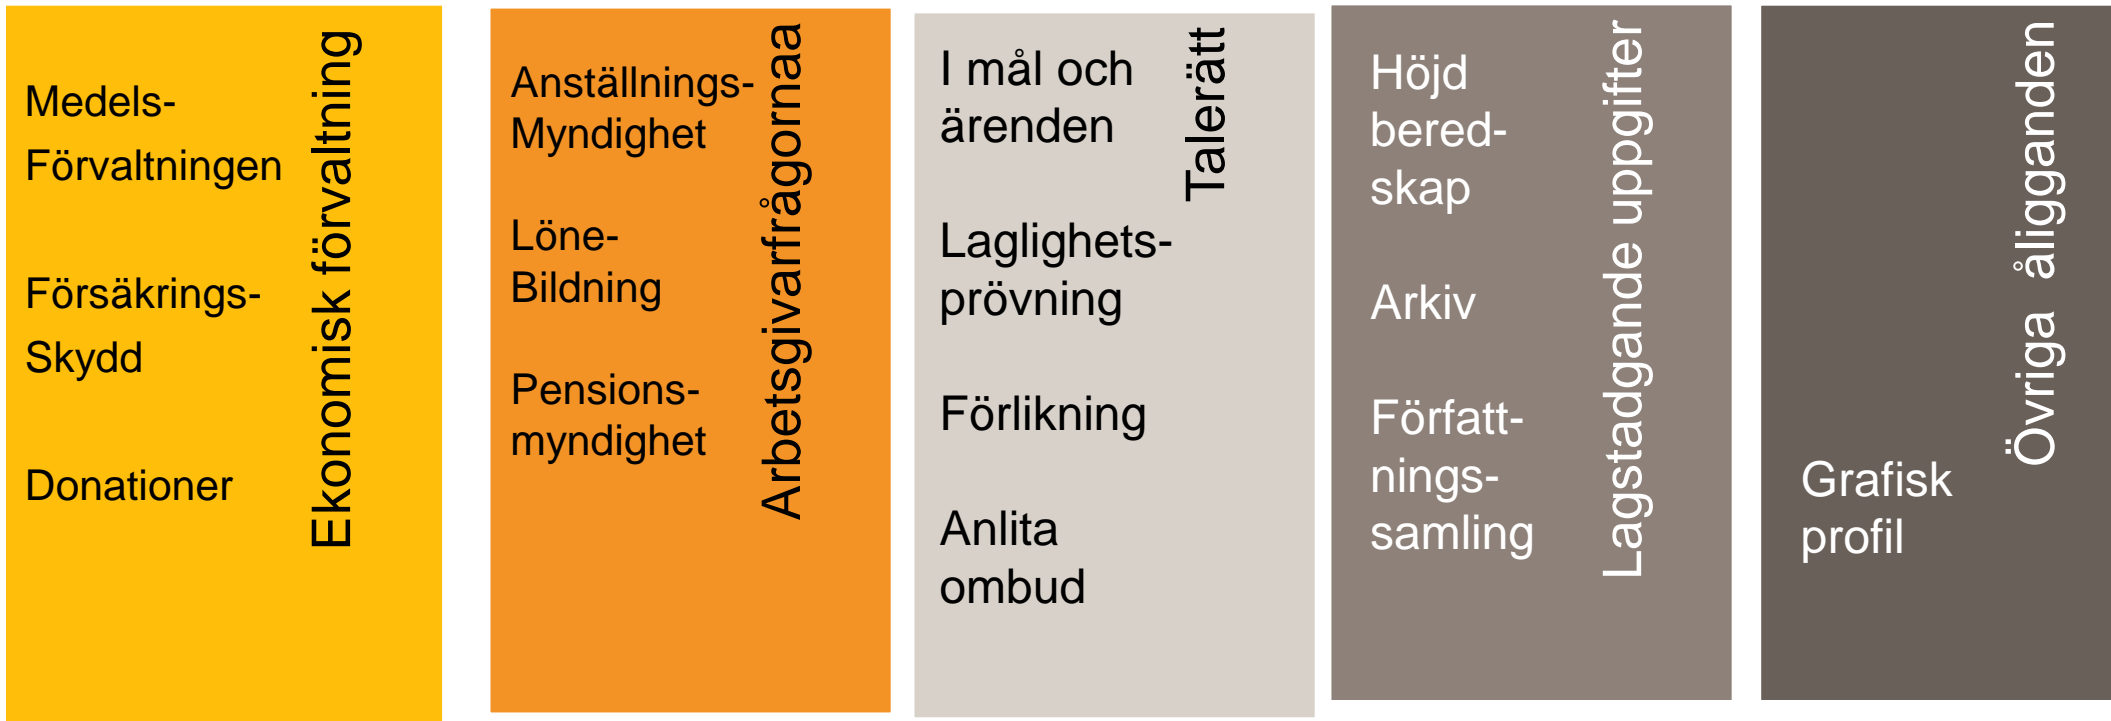 Medels-
Förvaltningen
Försäkrings-
Skydd
Donationer
Ekonomisk förvaltning
Anställnings-
Myndighet
Löne-
Bildning
Pensions-
myndighet
Arbetsgivarfrågornaa
I mål och
ärenden
Laglighets-
prövning
Förlikning
Anlita
ombud
Talerätt
Höjd
bered-
skap
Arkiv
Författ-
nings-
samling
Lagstadgande uppgifter
Grafisk
profil
Övriga åligganden